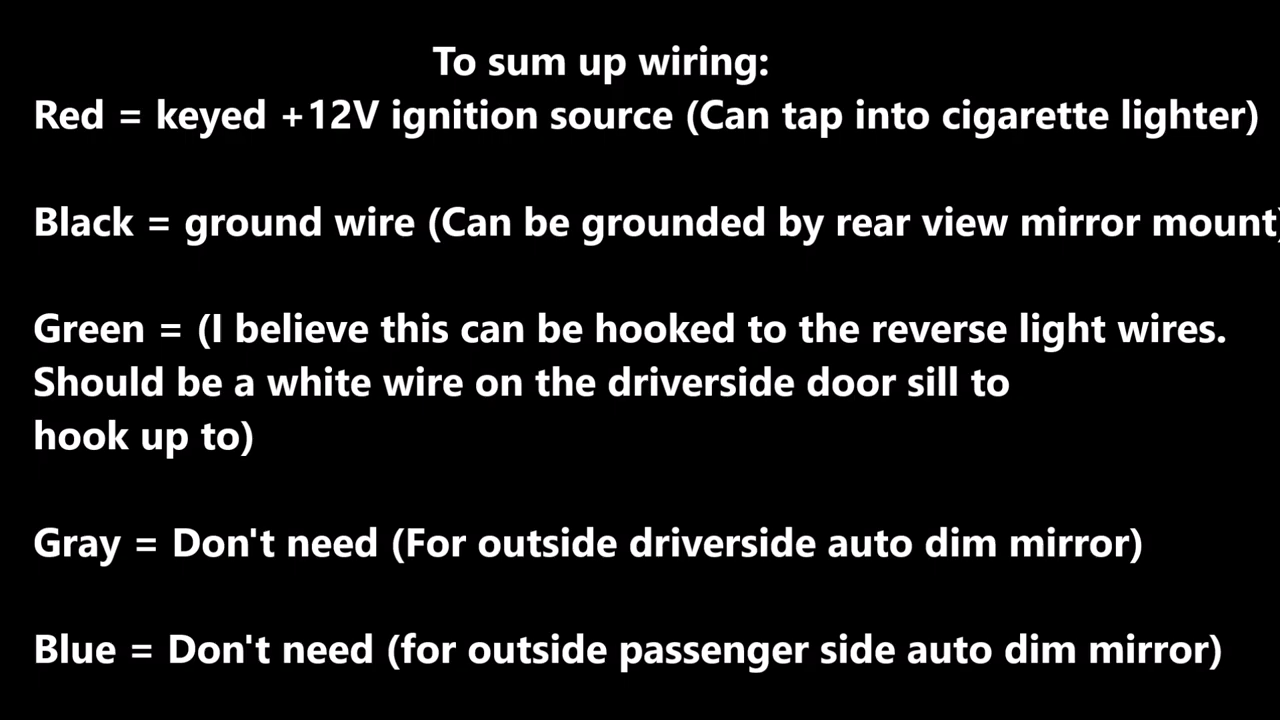 To sum up wiring:
Red = keyed +12V ignition source (Can tap into cigarette lighter)
Black = ground wire (Can be grounded by rear view mirror mount)
Green = (I believe this can be hooked to the reverse light wires.
Should be a white wire on the driverside door sill to
hook up to)
Gray = Don't need (For outside driverside auto dim mirror)
Blue = Don't need (for outside passenger side auto dim mirror)